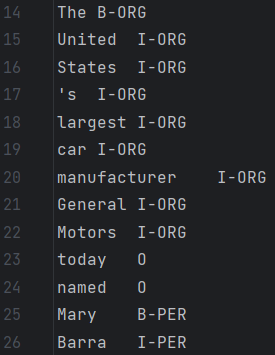 14 The B-ORG
15 United I-ORG
16 States I-ORG
17 's I-ORG
18 largest I-ORG
19 car I-ORG
20 manufacturer I-ORG
21 General I-ORG
22 Motors I-ORG
23 today O
24 named O
25 Mary B-PER
26 Barra I-PER